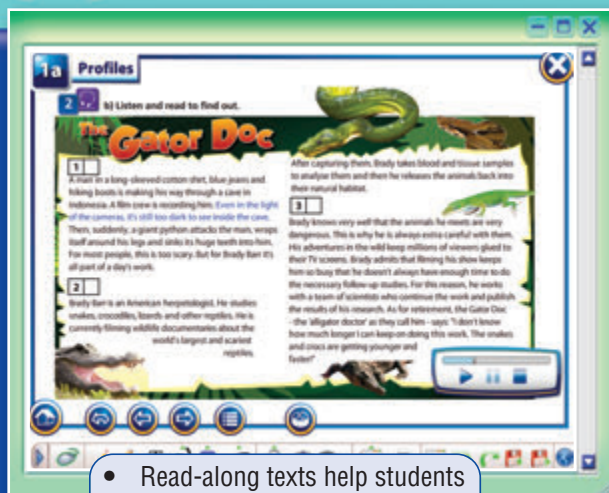 1a Profiles
2 b) Listen and read to find out.
The Gator Doc
1
A man in a long-sleeved cotton shirt, blue jeans and
hiking boots is making his way through a cave in
Indonesia. A film crew is recording him. Even in the light
of the cameras, it's still too dark to see inside the cave.
Then, suddenly, a giant python attacks the man, wraps
itself around his legs and sinks its huge teeth into him.
For most people, this is too scary. But for Brady Barr it's
all part of a day's work.
2
Brady Barr is an American herpetologist. He studies
snakes, crocodiles, lizards and other reptiles. He is
currently filming wildlife documentaries about the
world's largest and scariest
reptiles.
After capturing them, Brady takes blood and tissue samples
to analyse them and then he releases the animals back into
their natural habitat.
3
Brady knows very well that the animals he meets are very
dangerous. This is why he is always extra careful with them.
His adventures in the wild keep millions of viewers glued to
their TV screens. Brady admits that filming his show keeps
him so busy that he doesn't always have enough time to do
the necessary follow-up studies. For this reason, he works
with a team of scientists who continue the work and publish
the results of his research. As for retirement, the Gator Doc
- the 'alligator doctor' as they call him - says: "I don't know
how much longer I can keep on doing this work. The snakes
and crocs are getting younger and
faster!"
• Read-along texts help students